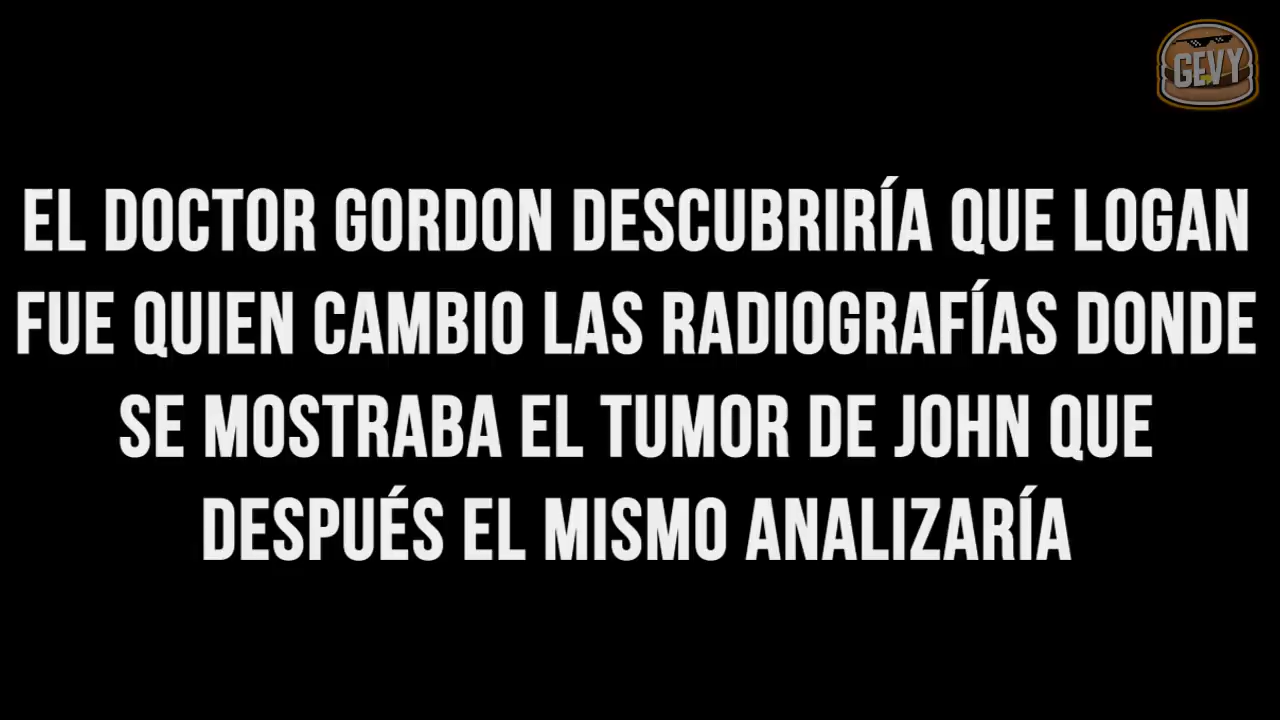 GEVY
EL DOCTOR GORDON DESCUBRIRÍA QUE LOGAN
FUE QUIEN CAMBIO LAS RADIOGRAFÍAS DONDE
SE MOSTRABA EL TUMOR DE JOHN QUE
DESPUÉS EL MISMO ANALIZARÍA